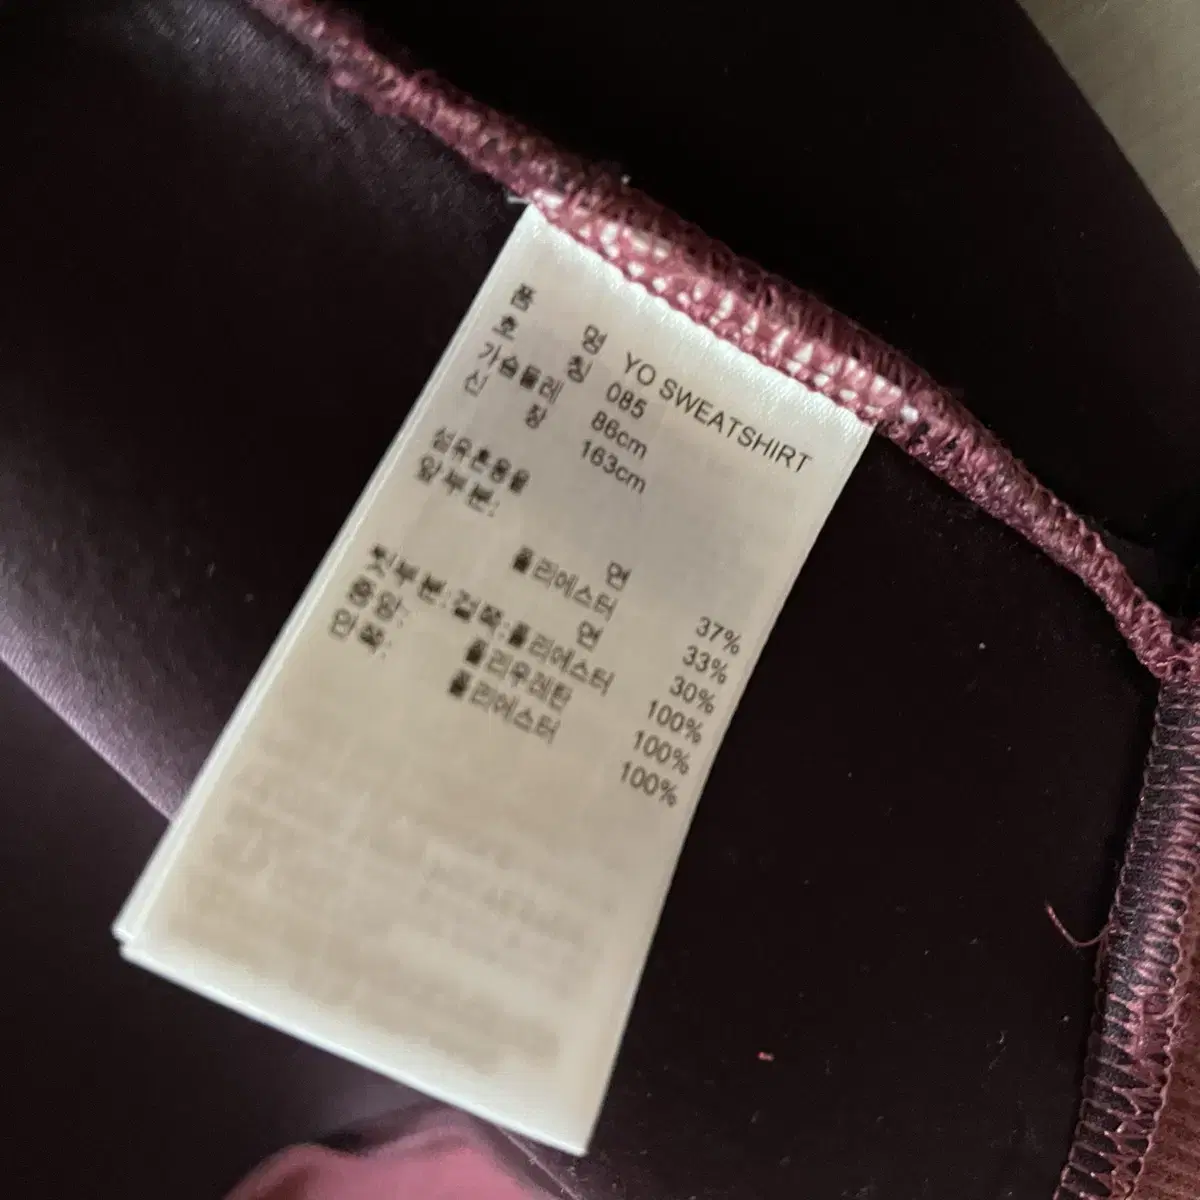 품 명 YO SWEATSHIRT
호 칭 085
가슴둘레 86cm
신 장 163cm
섬유혼용율
앞부분:
면 37%
폴리에스터 33%
면 30%
뒷부분:겉쪽:폴리에스터 100%
중앙: 폴리우레탄 100%
안쪽: 폴리에스터 100%